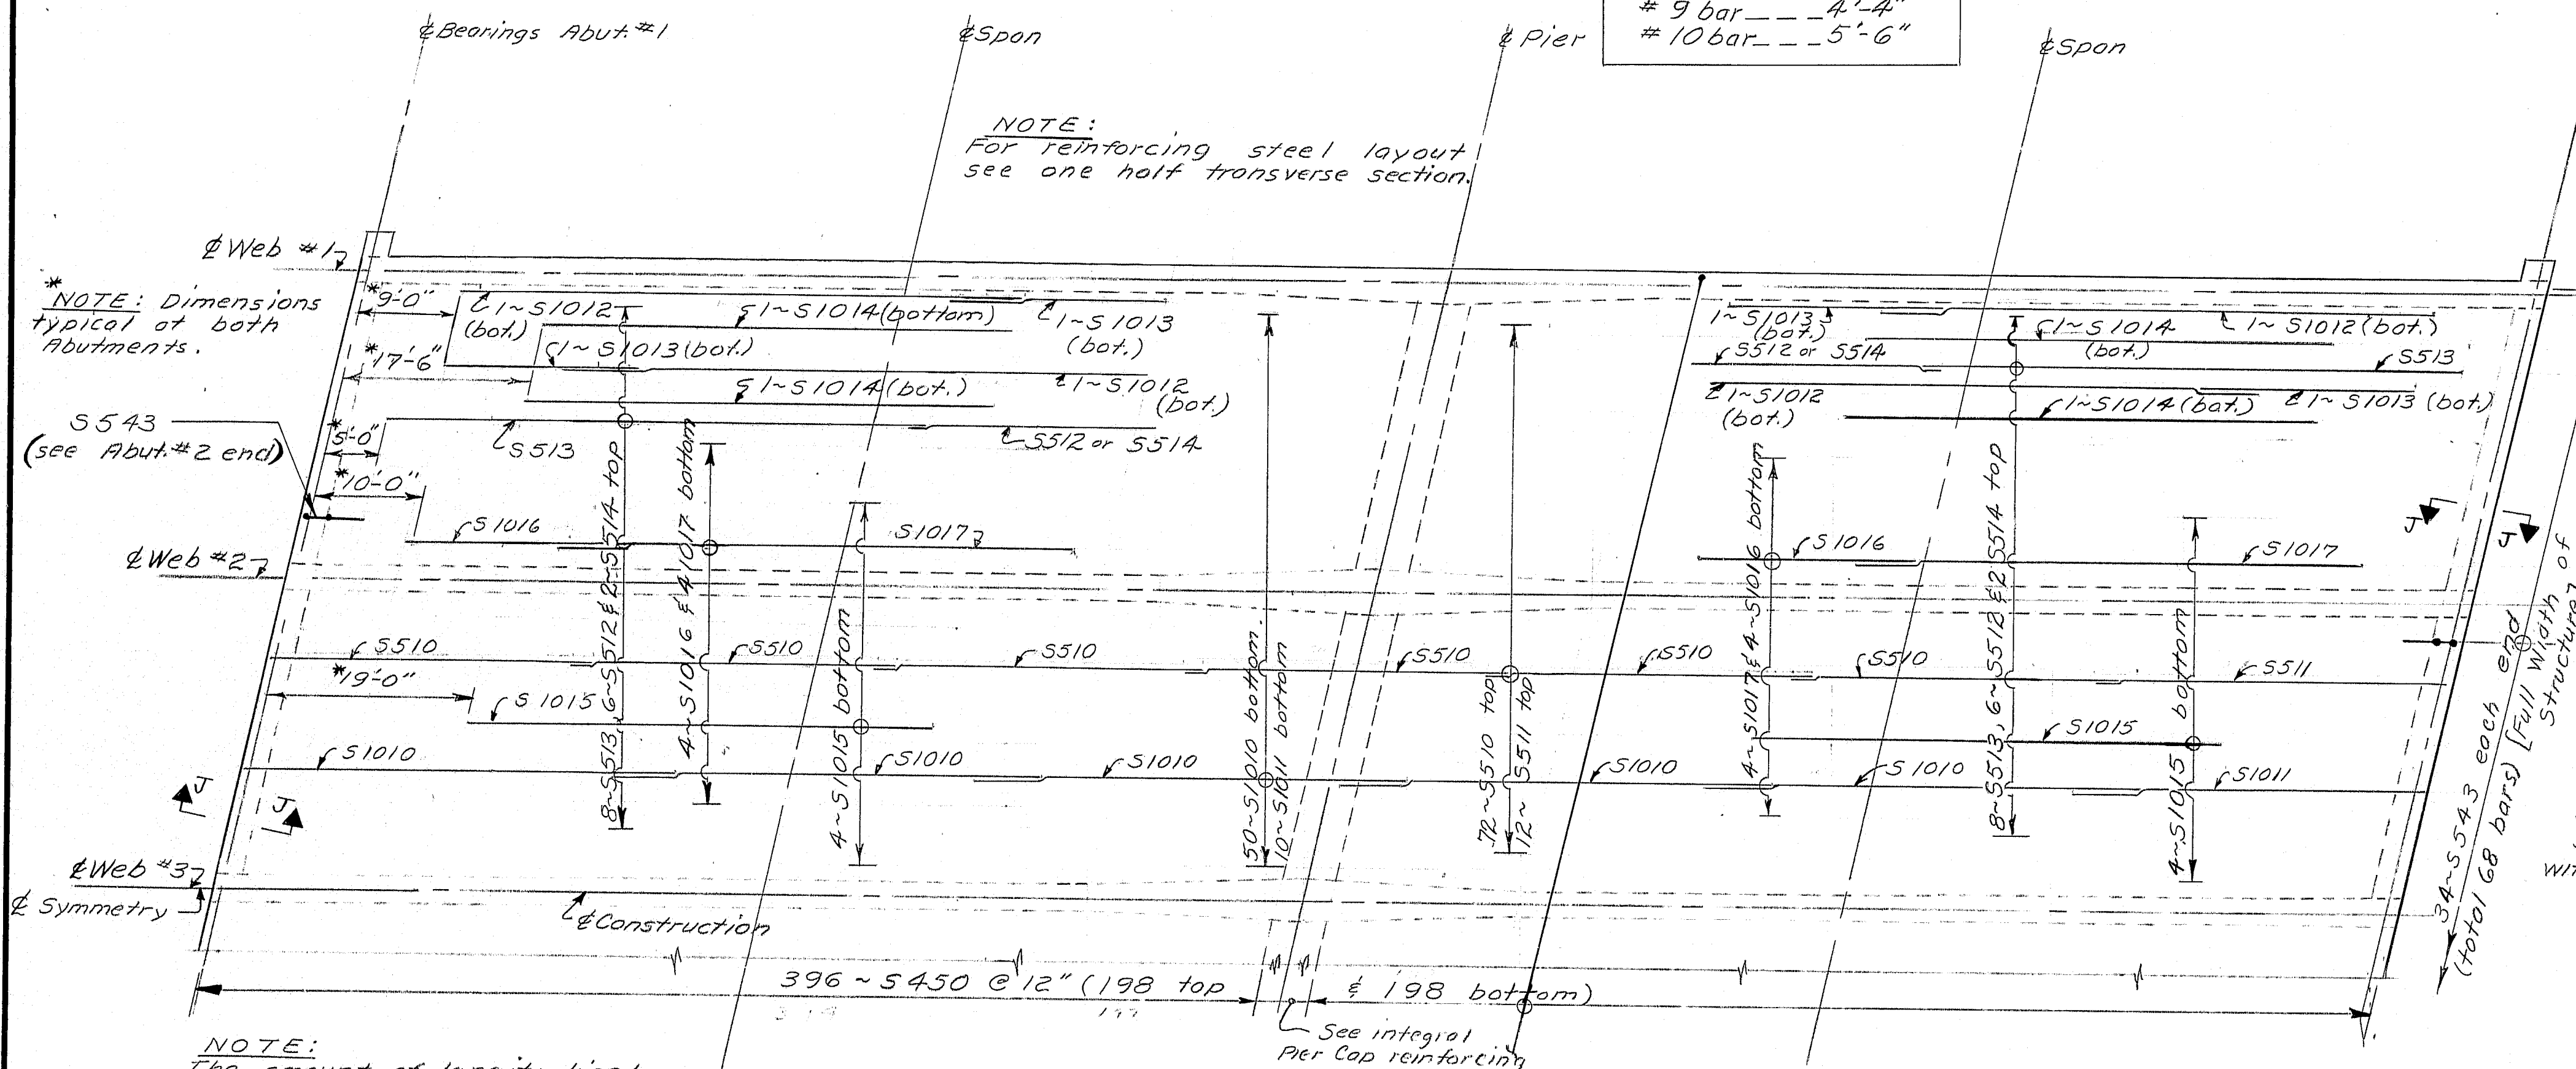 # 9 bar___4'-4"
# 10 bar___5'-6"
℄ Bearings Abut. #1
℄ Span
℄ Pier
℄ Span
NOTE:
For reinforcing steel layout
see one half transverse section.
℄ Web #1
*
NOTE: Dimensions
typical at both
Abutments.
*9'-0"
1~S1012
(bot.)
1~S1014 (bottom)
1~S1013
(bot.)
*17'-6"
1~S1013 (bot.)
1~S1014 (bot.)
1~S1012
(bot.)
1~S1013
(bot.)
1~S1014
(bot.)
1~S1012 (bot.)
S512 or S514
S513
1~S1012
(bot.)
1~S1014 (bot.)
1~S1013 (bot.)
S543
(see Abut. #2 end)
*5'-0"
S513
S512 or S514
*10'-0"
S1016
S1017
S1016
S1017
℄ Web #2
8~S513, 6~S512 & 2~S514 top
4~S1016 & 4~S1017 bottom
4~S1015 bottom
50~S1010 bottom
10~S1011 bottom
72~S510 top
12~S511 top
4~S1017 & 4~S1016 bottom
8~S513, 6~S512 & 2 S514 top
4~S1015 bottom
J
J
34~S543 each end
(total 68 bars) [Full Width of
Structure]
S510
S510
S510
S510
S510
S510
S511
*19'-0"
S1015
S1015
S1010
S1010
S1010
S1010
S1010
S1011
J
J
℄ Web #3
℄ Symmetry
℄ Construction
396 ~ S450 @ 12" (198 top & 198 bottom)
See integral
Pier Cap reinforcing
NOTE:
The amount of